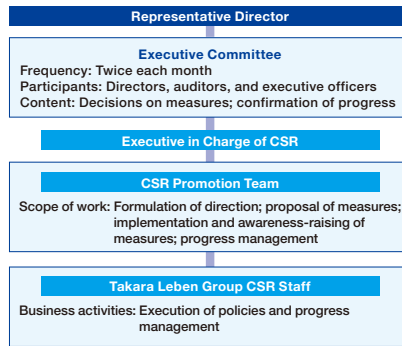 Representative Director
Executive Committee
Frequency: Twice each month
Participants: Directors, auditors, and executive officers
Content: Decisions on measures; confirmation of progress
Executive in Charge of CSR
CSR Promotion Team
Scope of work: Formulation of direction; proposal of measures;
implementation and awareness-raising of
measures; progress management
Takara Leben Group CSR Staff
Business activities: Execution of policies and progress
management